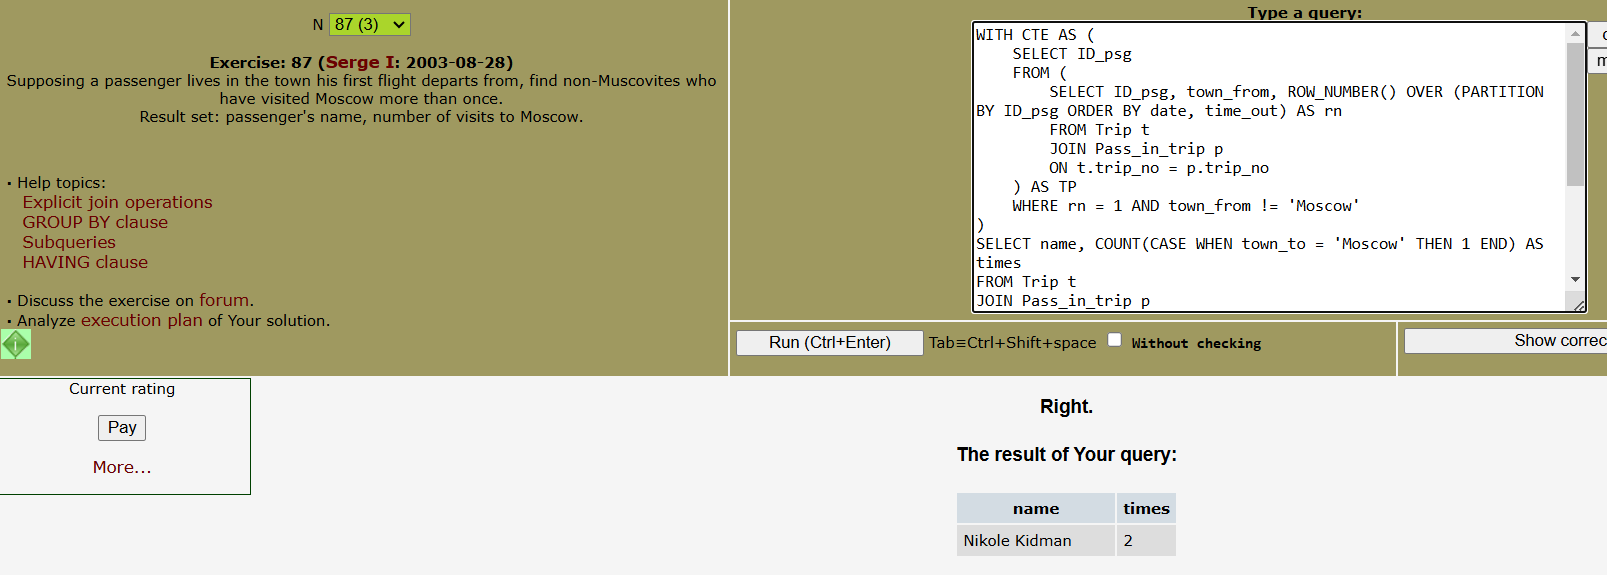 N 87 (3)
Exercise: 87 (Serge I: 2003-08-28)
Supposing a passenger lives in the town his first flight departs from, find non-Muscovites who
have visited Moscow more than once.
Result set: passenger's name, number of visits to Moscow.
· Help topics:
Explicit join operations
GROUP BY clause
Subqueries
HAVING clause
· Discuss the exercise on forum.
· Analyze execution plan of Your solution.
Type a query:
WITH CTE AS (
    SELECT ID_psg
    FROM (
        SELECT ID_psg, town_from, ROW_NUMBER() OVER (PARTITION
BY ID_psg ORDER BY date, time_out) AS rn
        FROM Trip t
        JOIN Pass_in_trip p
        ON t.trip_no = p.trip_no
    ) AS TP
    WHERE rn = 1 AND town_from != 'Moscow'
)
SELECT name, COUNT(CASE WHEN town_to = 'Moscow' THEN 1 END) AS
times
FROM Trip t
JOIN Pass_in_trip p
Run (Ctrl+Enter) Tab≡Ctrl+Shift+space Without checking
Show correc
Current rating
Pay
More...
Right.
The result of Your query:
name times
Nikole Kidman 2